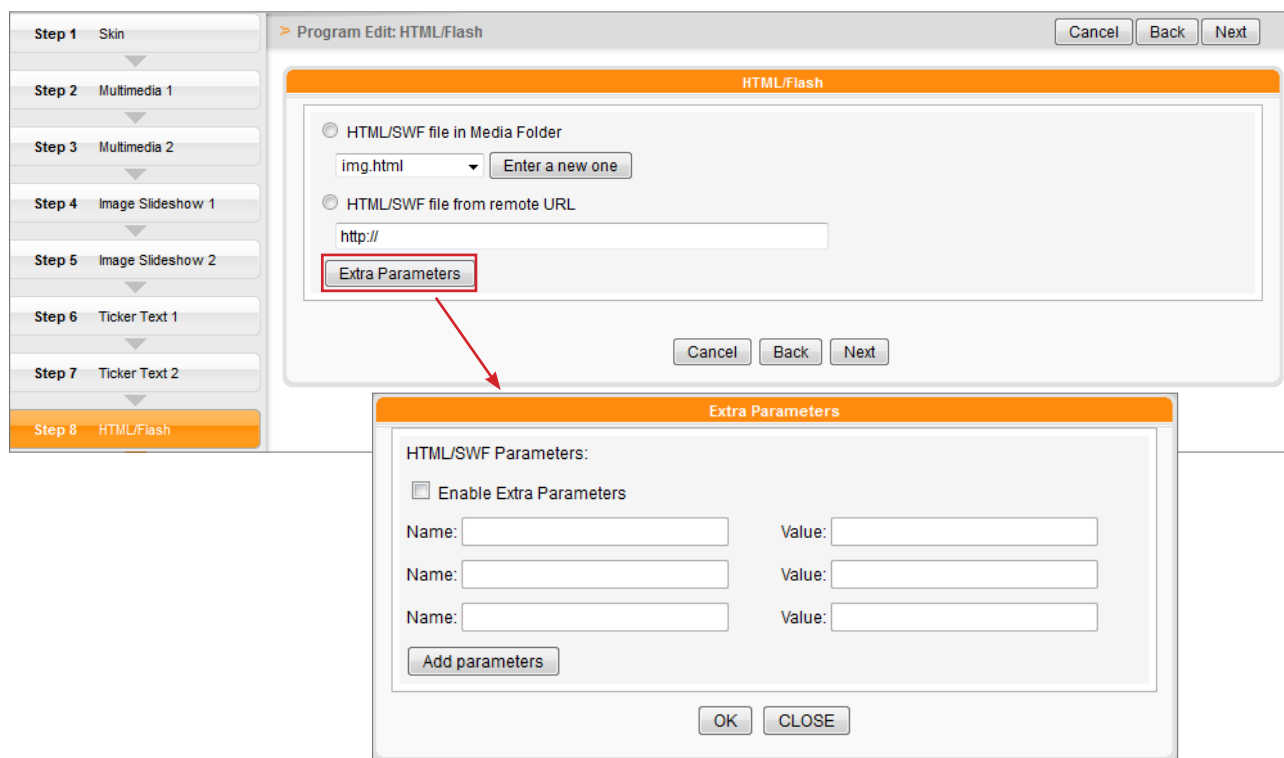 Step 1 Skin
Step 2 Multimedia 1
Step 3 Multimedia 2
Step 4 Image Slideshow 1
Step 5 Image Slideshow 2
Step 6 Ticker Text 1
Step 7 Ticker Text 2
Step 8 HTML/Flash
Program Edit: HTML/Flash
Cancel Back Next
HTML/Flash
HTML/SWF file in Media Folder
img.html Enter a new one
HTML/SWF file from remote URL
http://
Extra Parameters
Cancel Back Next
Extra Parameters
HTML/SWF Parameters:
Enable Extra Parameters
Name: Value:
Name: Value:
Name: Value:
Add parameters
OK CLOSE